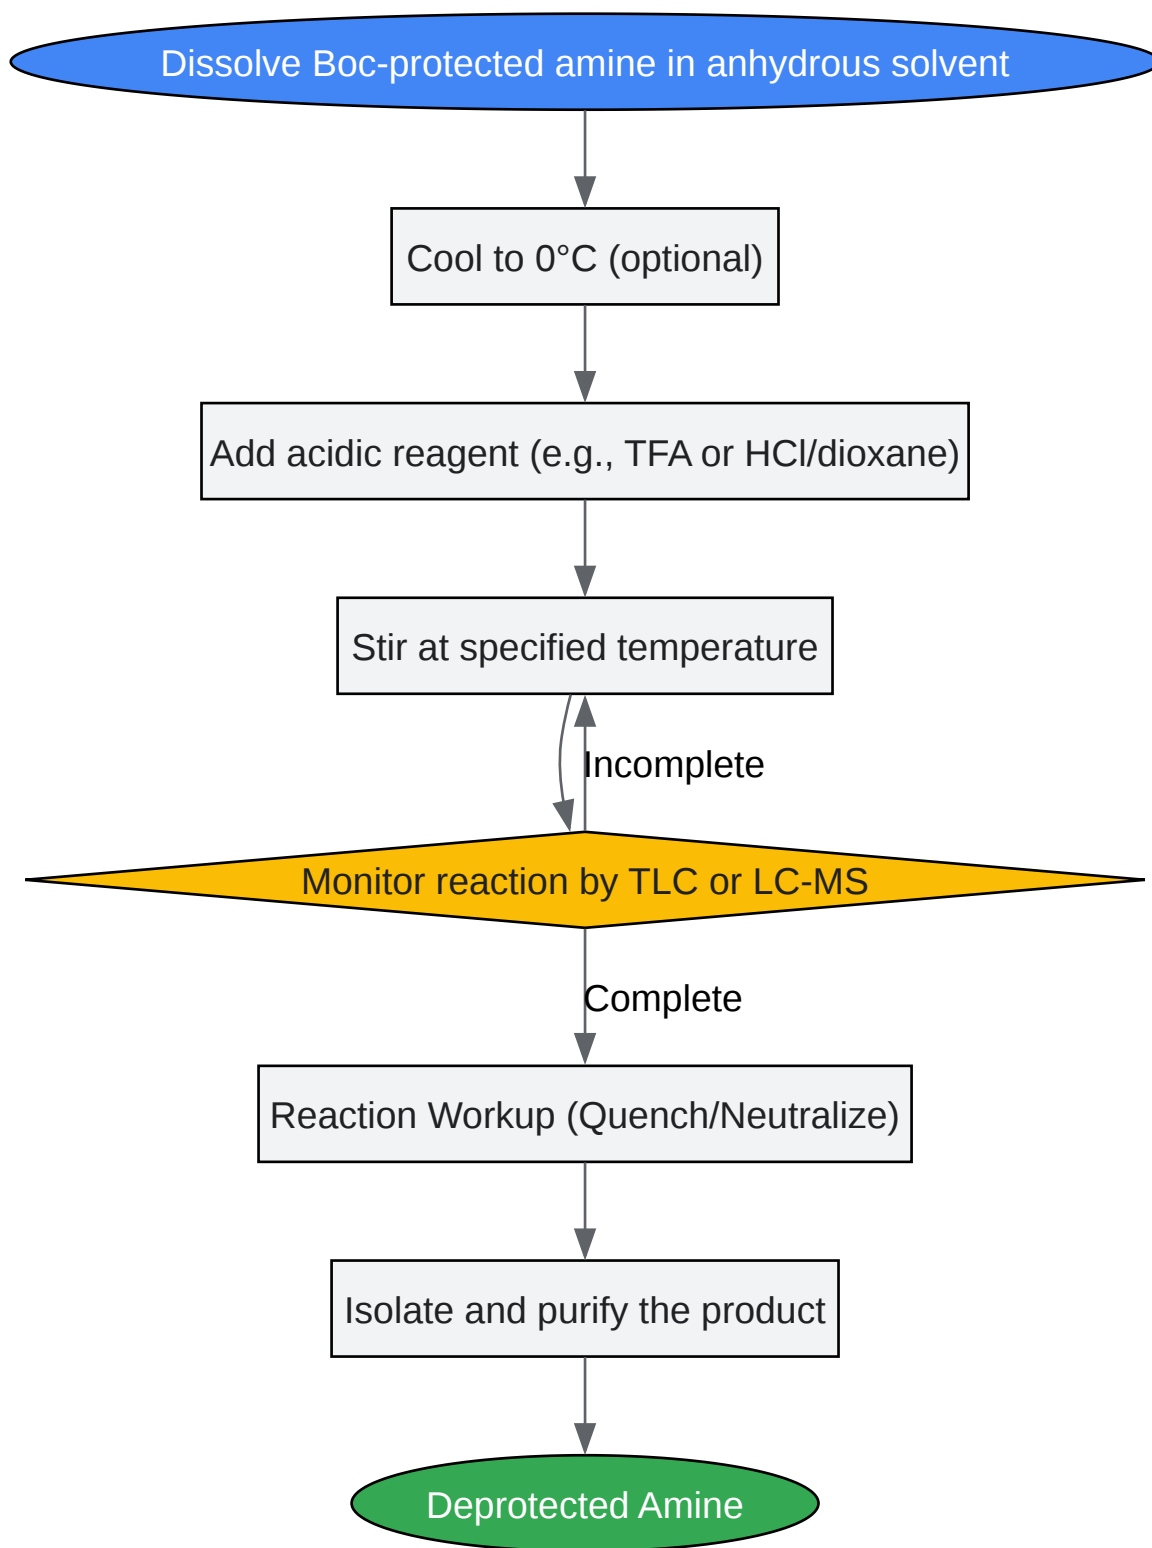 Dissolve Boc-protected amine in anhydrous solvent
Cool to 0°C (optional)
Add acidic reagent (e.g., TFA or HCl/dioxane)
Stir at specified temperature
Incomplete
Monitor reaction by TLC or LC-MS
Complete
Reaction Workup (Quench/Neutralize)
Isolate and purify the product
Deprotected Amine